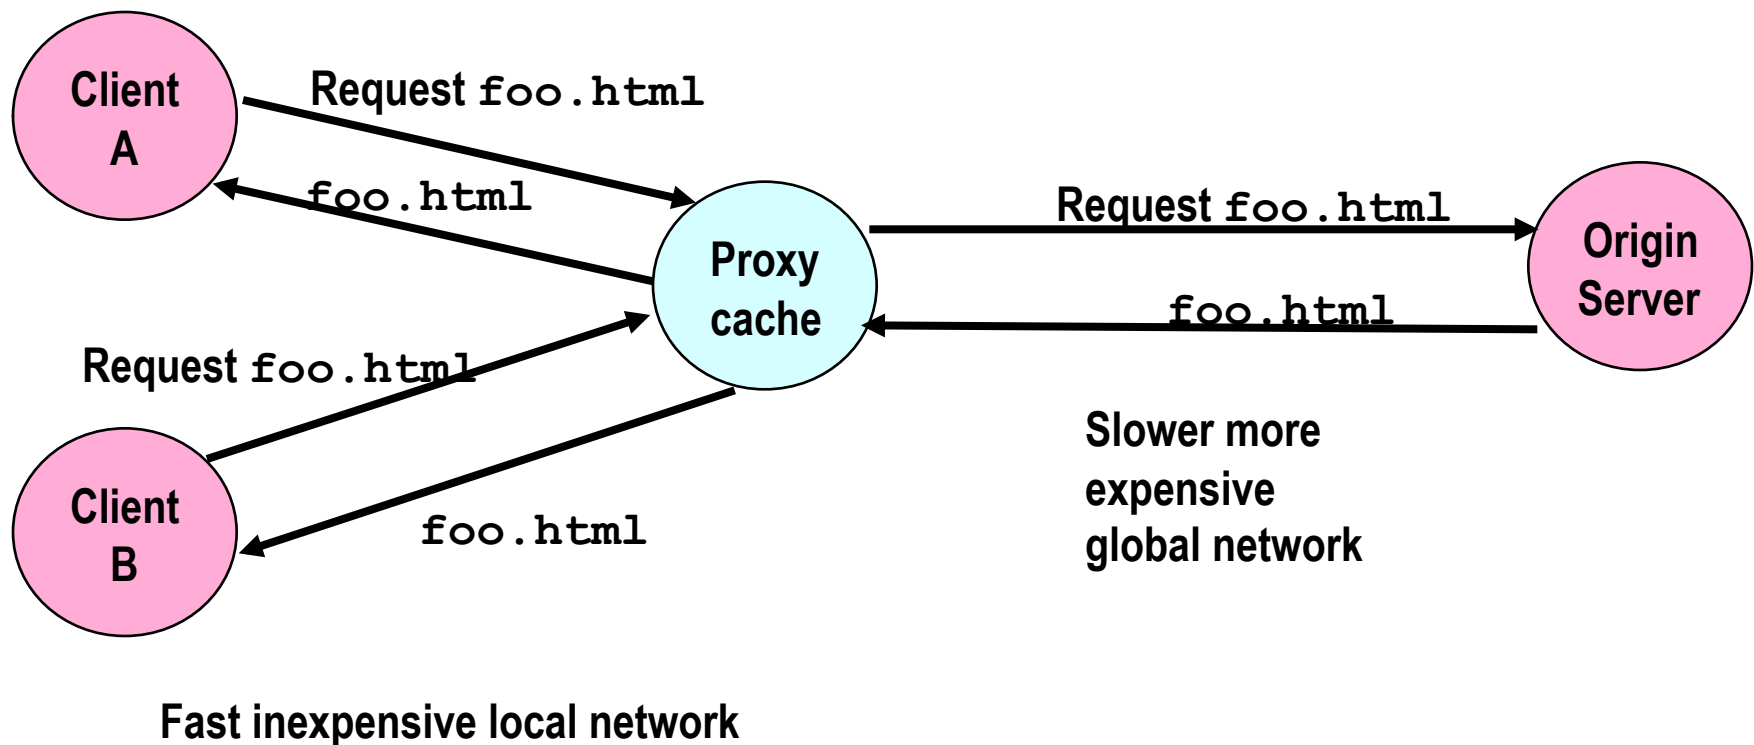 Client
A
Request foo.html
foo.html
Proxy
cache
Request foo.html
foo.html
Origin
Server
Request foo.html
Client
B
foo.html
Slower more
expensive
global network
Fast inexpensive local network